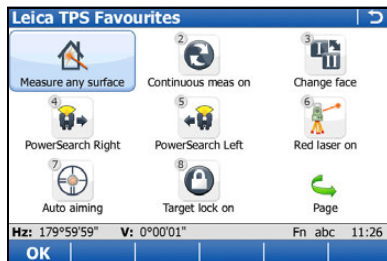 Leica TPS Favourites
2 3
Measure any surface Continuous meas on Change face
4 5 6
PowerSearch Right PowerSearch Left Red laser on
7 8
Auto aiming Target lock on Page
Hz: 179°59'59" V: 0°00'01" Fn abc 11:26
OK